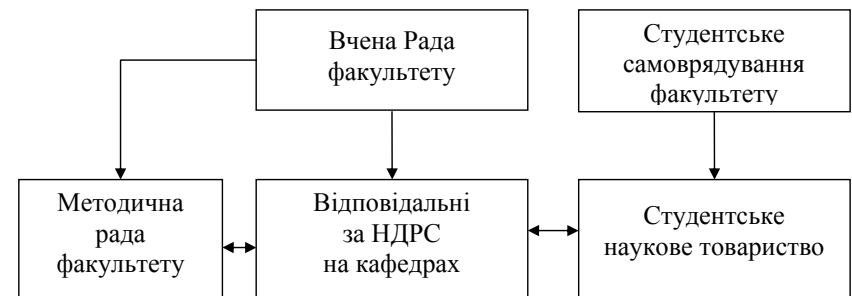 Вчена Рада
факультету
Студентське
самоврядування
факультету
Методична
рада
факультету
Відповідальні
за НДРС
на кафедрах
Студентське
наукове товариство